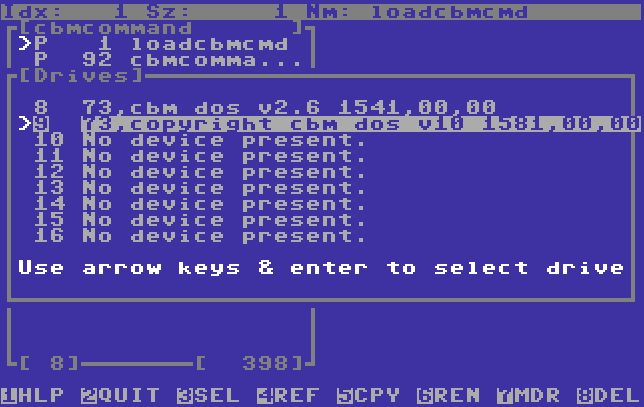 Idx: 1 Sz: 1 Nm: loadcbmcmd
[cbmcommand ]
>P 1 loadcbmcmd
P 92 cbmcomma...
[Drives]
8 73,cbm dos v2.6 1541,00,00
>9 73,copyright cbm dos v10 1581,00,00
10 No device present.
11 No device present.
12 No device present.
13 No device present.
14 No device present.
15 No device present.
16 No device present.
Use arrow keys & enter to select drive
[ 8] [ 398]
1HLP 2QUIT 3SEL 4REF 5CPY 6REN 7MDR 8DEL